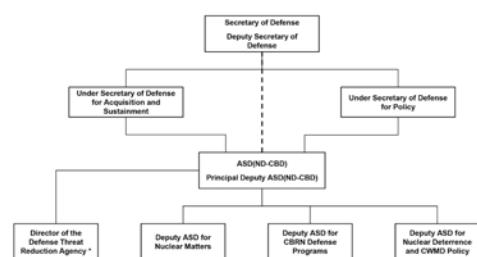 Secretary of Defense
Deputy Secretary of
Defense
Under Secretary of Defense
for Acquisition and
Sustainment
Under Secretary of Defense
for Policy
ASD(ND-CBD)
Principal Deputy ASD(ND-CBD)
Director of the
Defense Threat
Reduction Agency *
Deputy ASD for
Nuclear Matters
Deputy ASD for
CBRN Defense
Programs
Deputy ASD for
Nuclear Deterrence
and CWMD Policy